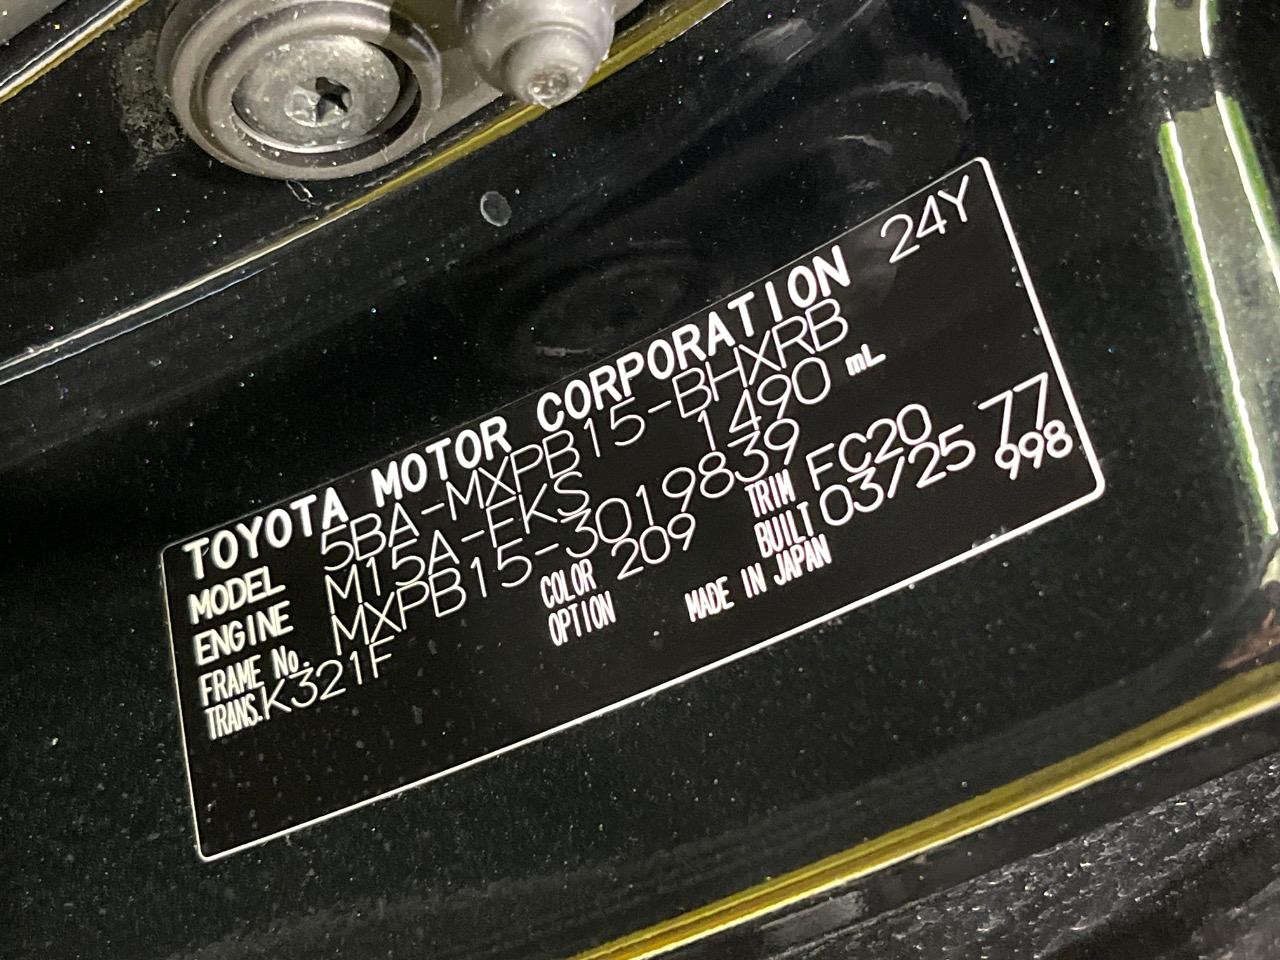 TOYOTA MOTOR CORPORATION 24Y
MODEL 5BA-MXPB15-BHXRB
ENGINE M15A-FKS 1490 mL
FRAME No. MXPB15-3019839
TRANS. K321F COLOR 209 TRIM FC20 77
OPTION BUILT 03/25 998
MADE IN JAPAN